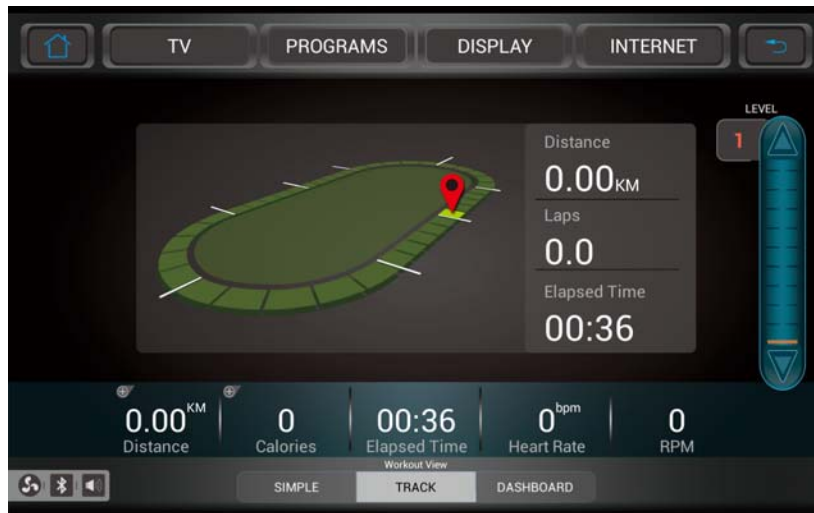 TV PROGRAMS DISPLAY INTERNET
LEVEL
1
Distance
0.00KM
Laps
0.0
Elapsed Time
00:36
0.00KM 0 00:36 0bpm 0
Distance Calories Elapsed Time Heart Rate RPM
Workout View
SIMPLE TRACK DASHBOARD